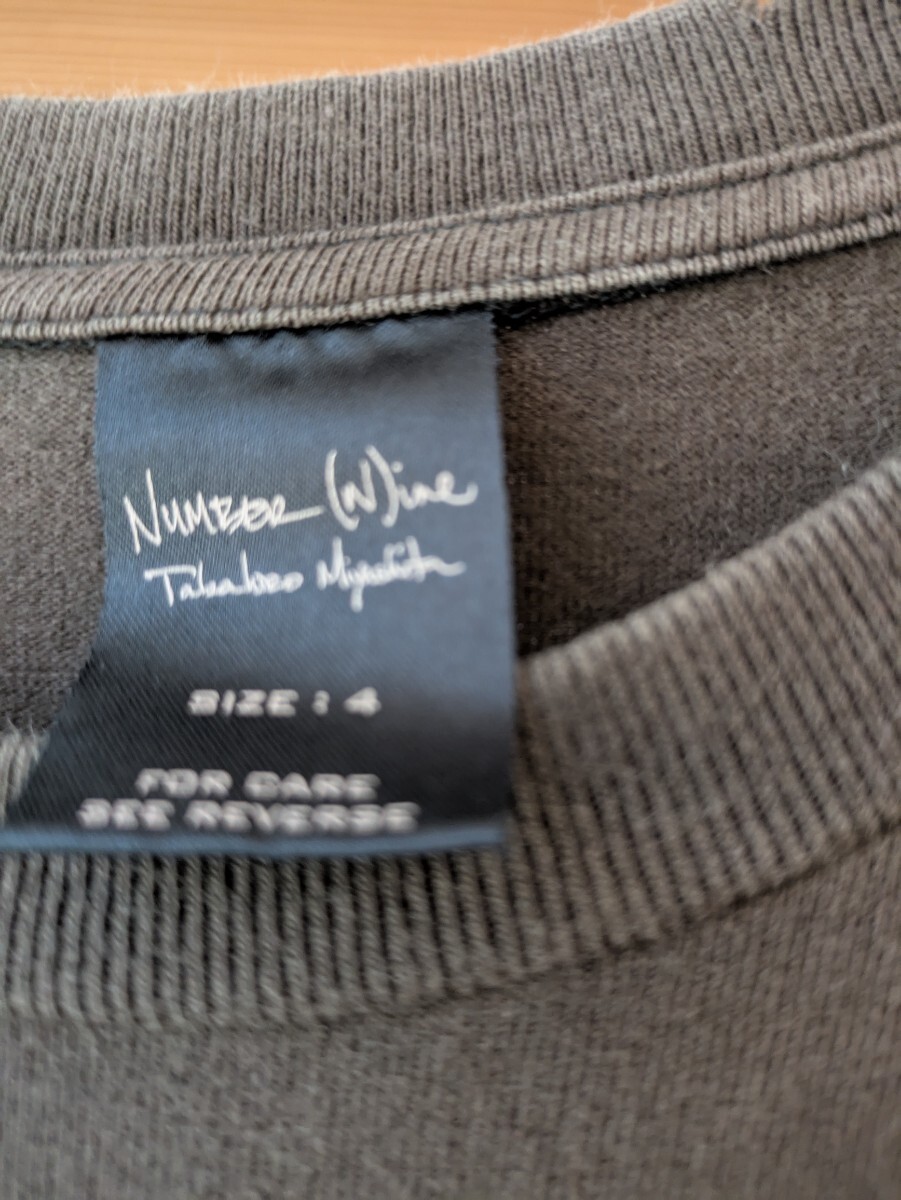 NUMBER (N)ine
Takahiro Miyashita
SIZE : 4
FOR CARE
SEE REVERSE